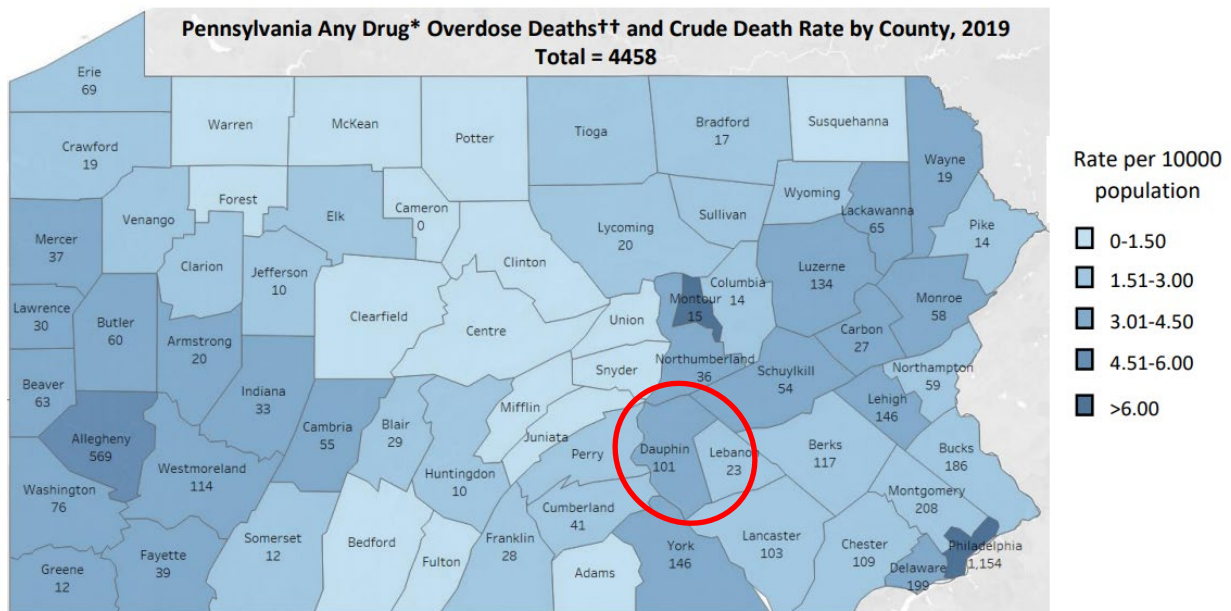 Pennsylvania Any Drug* Overdose Deaths†† and Crude Death Rate by County, 2019
Total = 4458
Erie
69
Warren
McKean
Potter
Tioga
Bradford
17
Susquehanna
Wayne
19
Crawford
19
Forest
Cameron
0
Wyoming
Lackawanna
65
Pike
14
Venango
Elk
Lycoming
20
Sullivan
Mercer
37
Clarion
Jefferson
10
Clinton
Columbia
14
Luzerne
134
Monroe
58
Lawrence
30
Butler
60
Armstrong
20
Clearfield
Centre
Union
Montour
15
Carbon
27
Northumberland
36
Schuylkill
54
Northampton
59
Snyder
Beaver
63
Indiana
33
Cambria
55
Blair
29
Mifflin
Juniata
Lehigh
146
Allegheny
569
Westmoreland
114
Huntingdon
10
Perry
Dauphin
101
Lebanon
23
Berks
117
Bucks
186
Washington
76
Cumberland
41
Montgomery
208
Somerset
12
Bedford
Fulton
Franklin
28
Adams
York
146
Lancaster
103
Chester
109
Delaware
199
Philadelphia
1,154
Greene
12
Fayette
39
Rate per 10000
population
0-1.50
1.51-3.00
3.01-4.50
4.51-6.00
>6.00